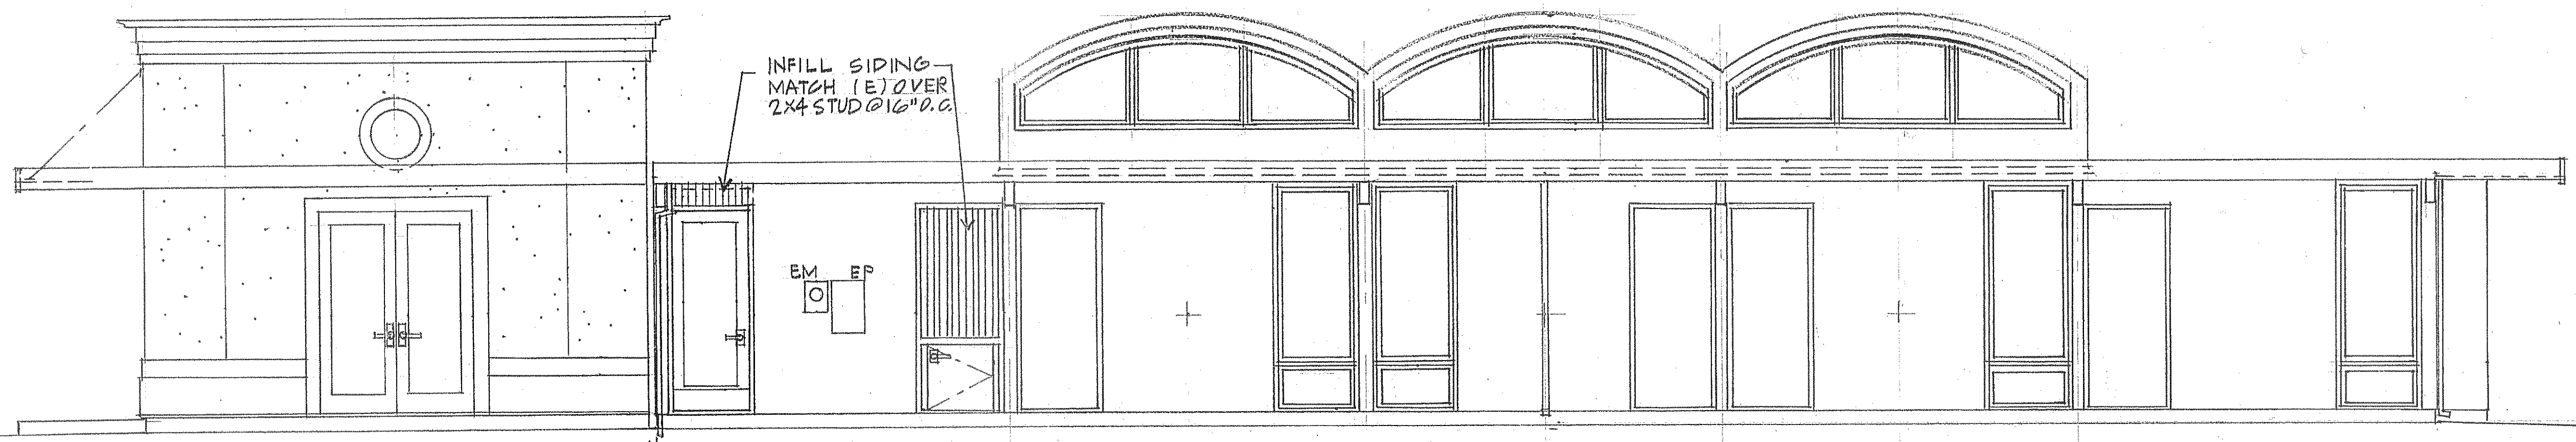 INFILL SIDING
MATCH (E) OVER
2X4 STUD @ 16" O.C.
EM EP